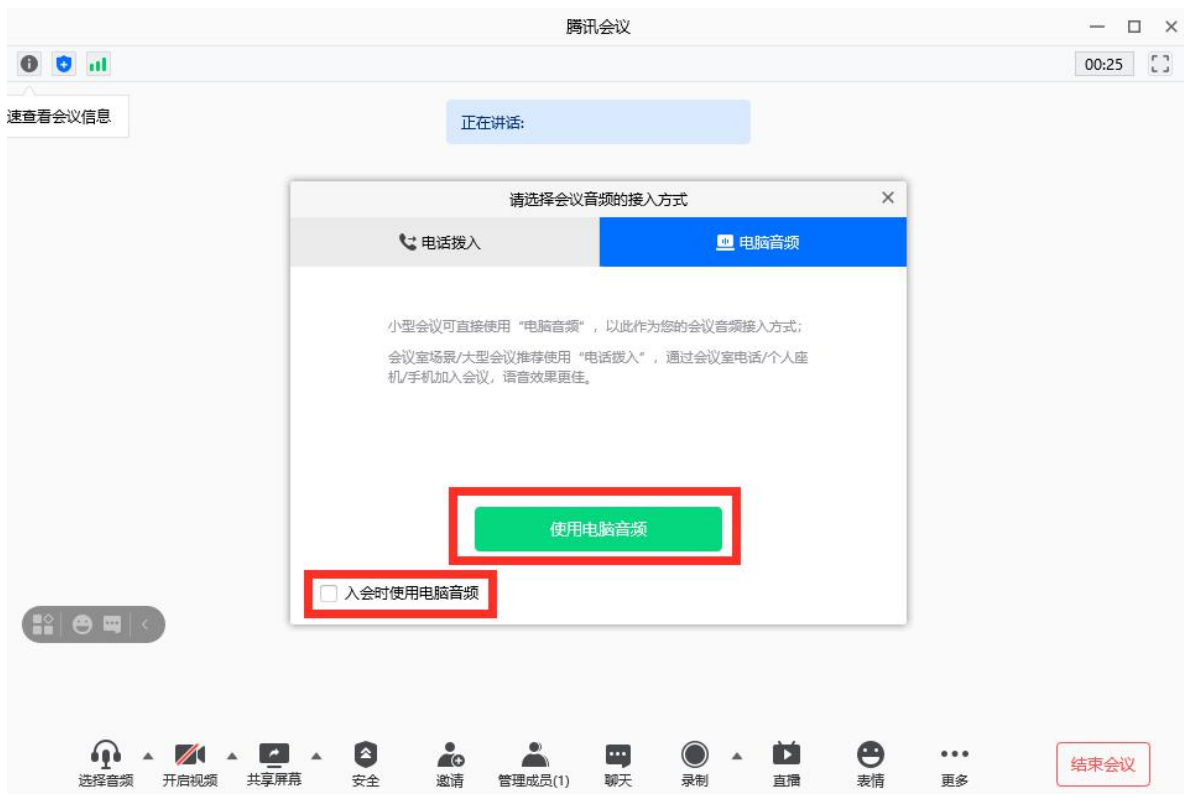 腾讯会议
00:25
速查看会议信息
正在讲话:
请选择会议音频的接入方式
电话拨入
电脑音频
小型会议可直接使用“电脑音频”，以此作为您的会议音频接入方式;
会议室场景/大型会议推荐使用“电话拨入”，通过会议室电话/个人座
机/手机加入会议，语音效果更佳。
使用电脑音频
入会时使用电脑音频
选择音频
开启视频
共享屏幕
安全
邀请
管理成员(1)
聊天
录制
直播
表情
更多
结束会议